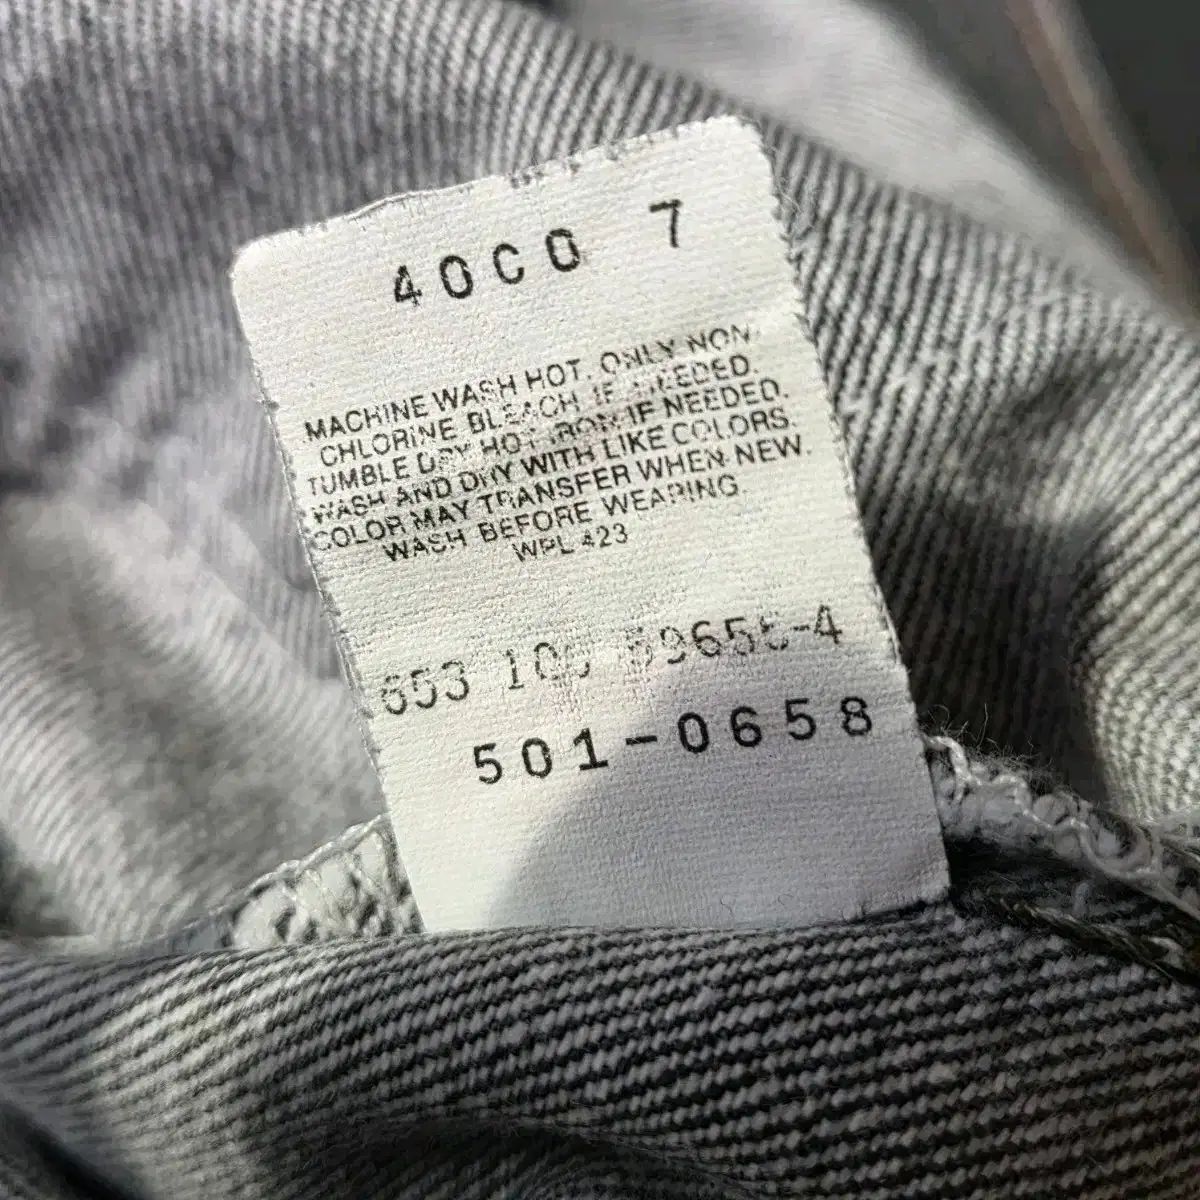 40C0 7
MACHINE WASH HOT. ONLY NON
CHLORINE BLEACH IF NEEDED.
TUMBLE DRY HOT IRON IF NEEDED.
WASH AND DRY WITH LIKE COLORS.
COLOR MAY TRANSFER WHEN NEW.
WASH BEFORE WEARING.
WPL 423
653
501-0658